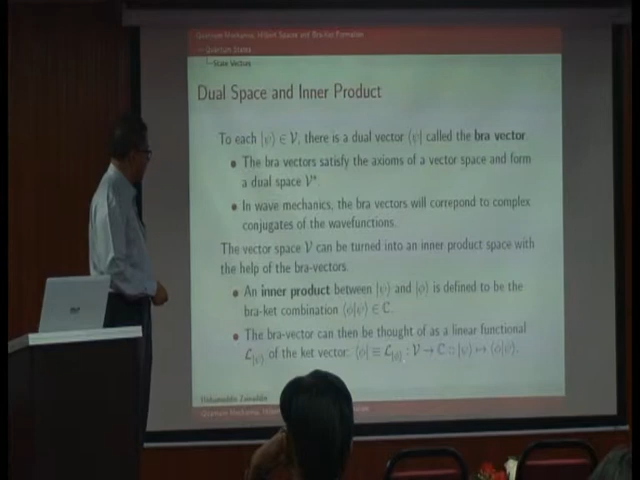 Quantum Mechanics, Hilbert Spaces and Bra-Ket Formalism
Quantum States
State Vectors
Dual Space and Inner Product
To each |ψ⟩ ∈ 𝒱, there is a dual vector ⟨ψ| called the bra vector.
● The bra vectors satisfy the axioms of a vector space and form
a dual space 𝒱*.
● In wave mechanics, the bra vectors will correpond to complex
conjugates of the wavefunctions.
The vector space 𝒱 can be turned into an inner product space with
the help of the bra-vectors.
● An inner product between |ψ⟩ and |φ⟩ is defined to be the
bra-ket combination ⟨φ|ψ⟩ ∈ ℂ.
● The bra-vector can then be thought of as a linear functional
of the ket vector:
Hishamuddin Zainuddin
Quantum Mechanics,